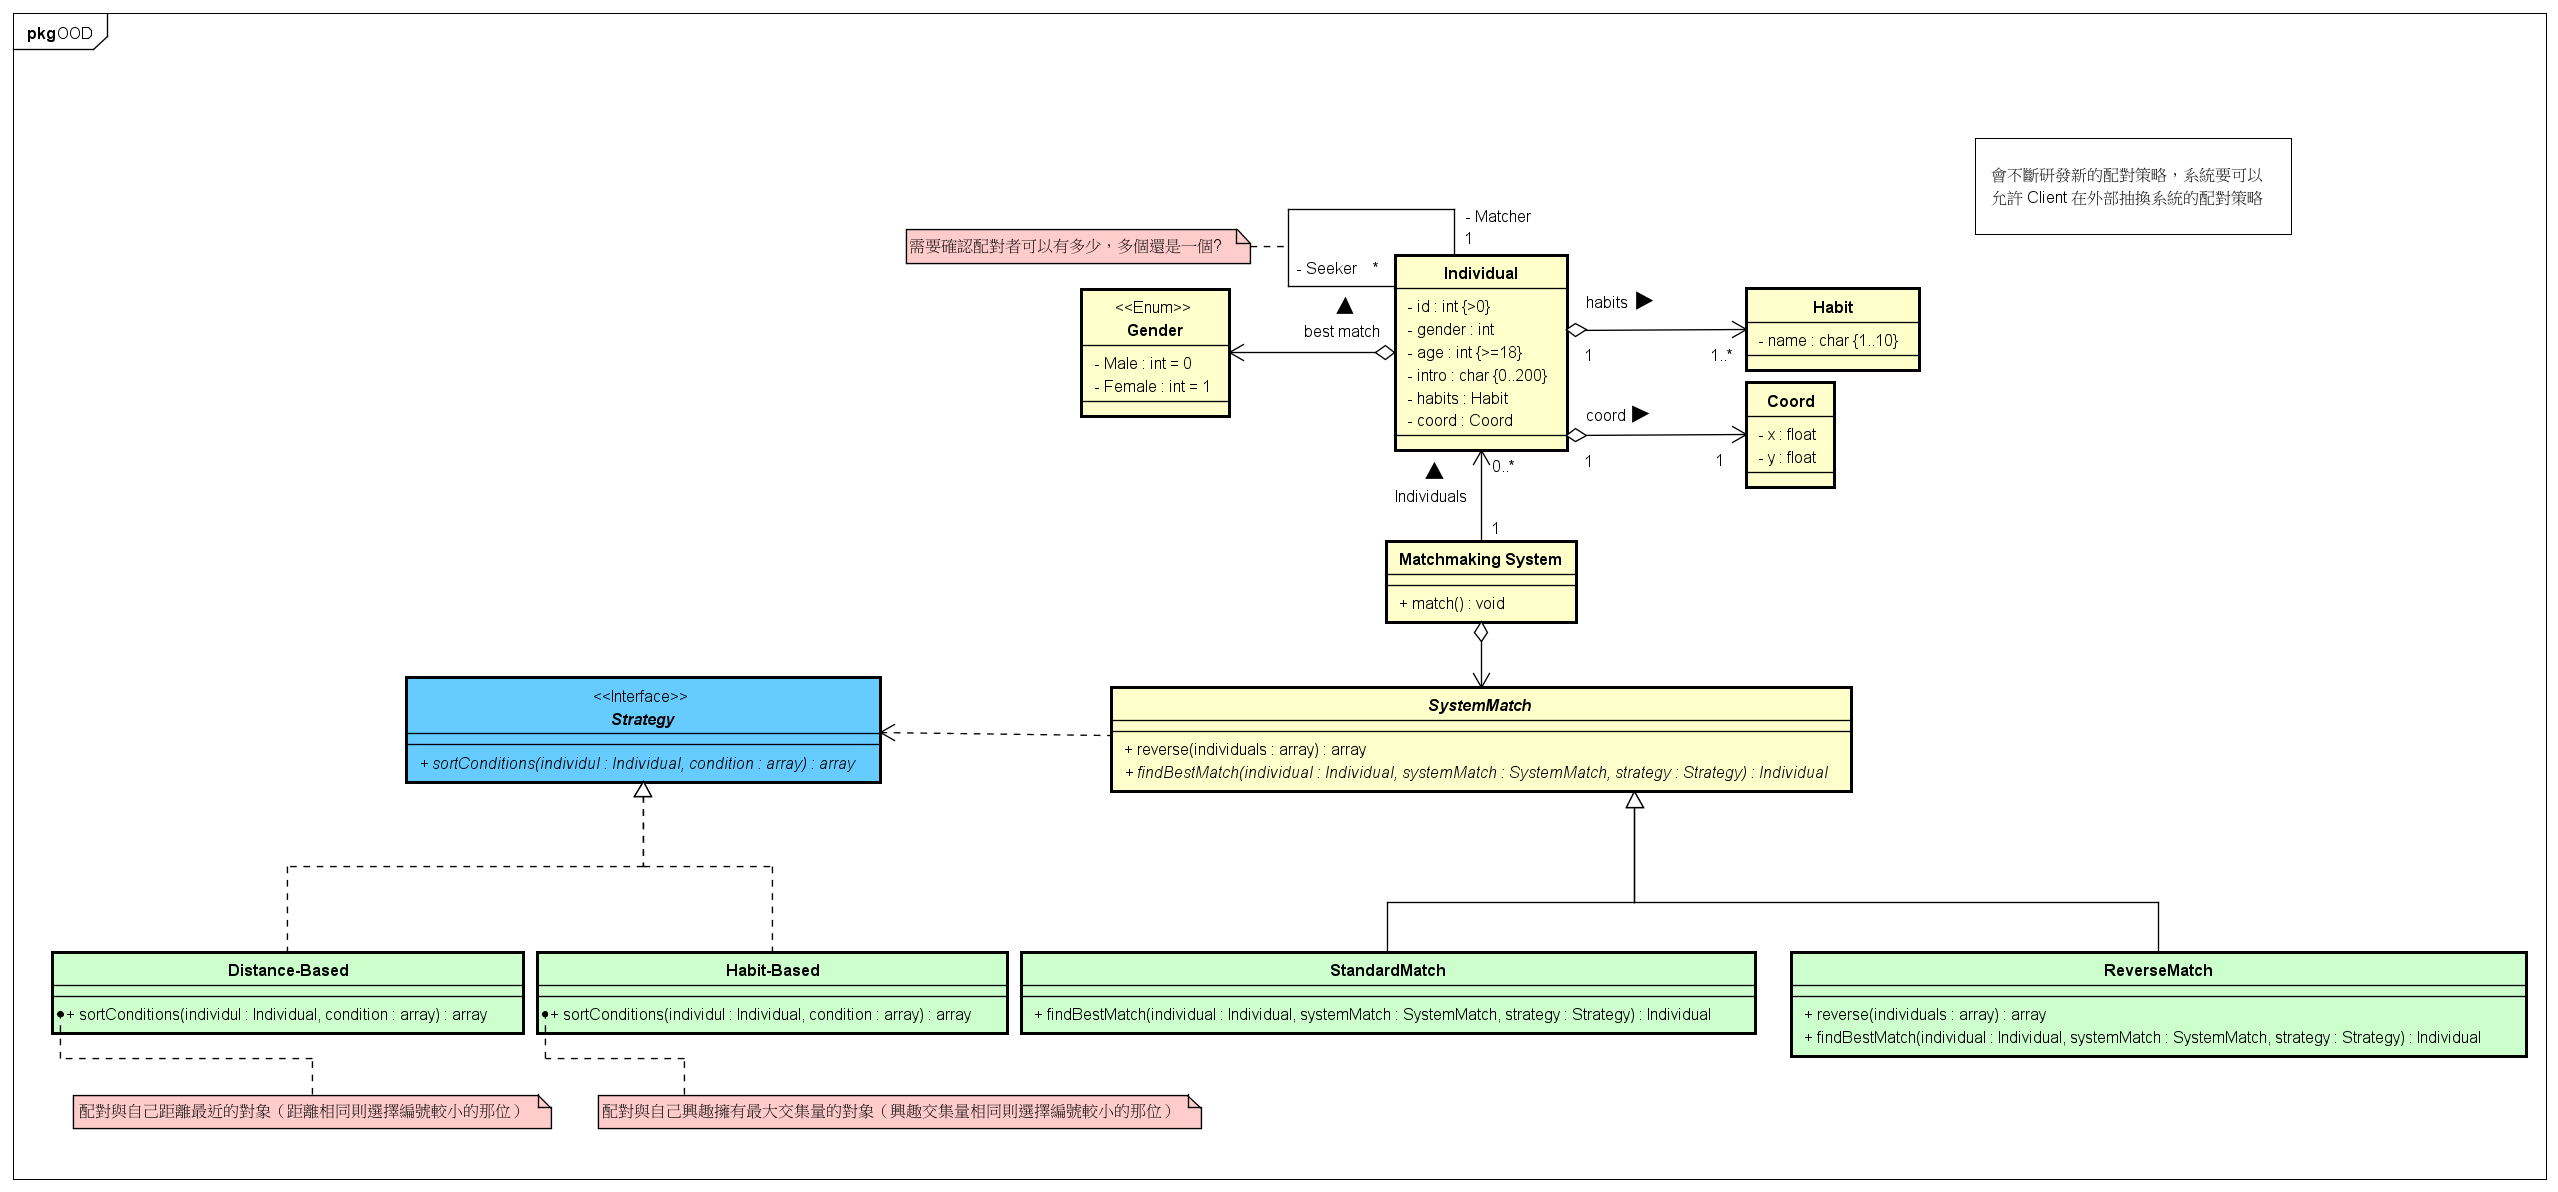 pkg OOD
會不斷研發新的配對策略，系統要可以
允許 Client 在外部抽換系統的配對策略
- Matcher
1
需要確認配對者可以有多少，多個還是一個?
- Seeker *
best match
Individual
- id : int {>0}
- gender : int
- age : int {>=18}
- intro : char {0..200}
- habits : Habit
- coord : Coord
<<Enum>>
Gender
- Male : int = 0
- Female : int = 1
habits
1
1..*
Habit
- name : char {1..10}
coord
1
1
Coord
- x : float
- y : float
0..*
Individuals
1
Matchmaking System
+ match() : void
<<Interface>>
Strategy
+ sortConditions(individul : Individual, condition : array) : array
SystemMatch
+ reverse(individuals : array) : array
+ findBestMatch(individual : Individual, systemMatch : SystemMatch, strategy : Strategy) : Individual
Distance-Based
+ sortConditions(individul : Individual, condition : array) : array
Habit-Based
+ sortConditions(individul : Individual, condition : array) : array
StandardMatch
+ findBestMatch(individual : Individual, systemMatch : SystemMatch, strategy : Strategy) : Individual
ReverseMatch
+ reverse(individuals : array) : array
+ findBestMatch(individual : Individual, systemMatch : SystemMatch, strategy : Strategy) : Individual
配對與自己距離最近的對象（距離相同則選擇編號較小的那位）
配對與自己興趣擁有最大交集量的對象（興趣交集量相同則選擇編號較小的那位）